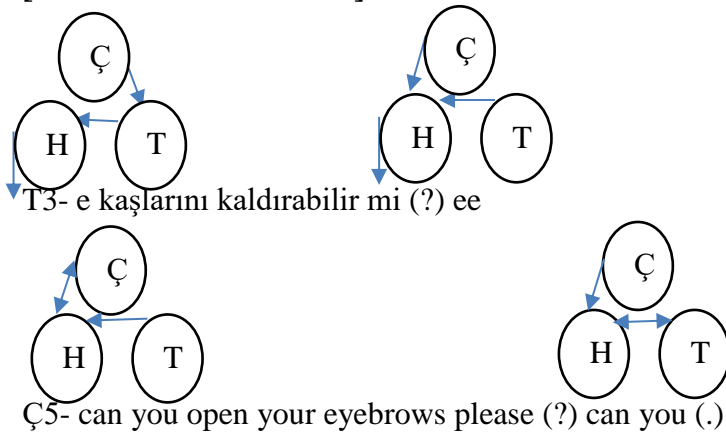 Ç Ç
H T H T
T3- e kaşlarını kaldırabilir mi (?) ee
Ç Ç
H T H T
Ç5- can you open your eyebrows please (?) can you (.)